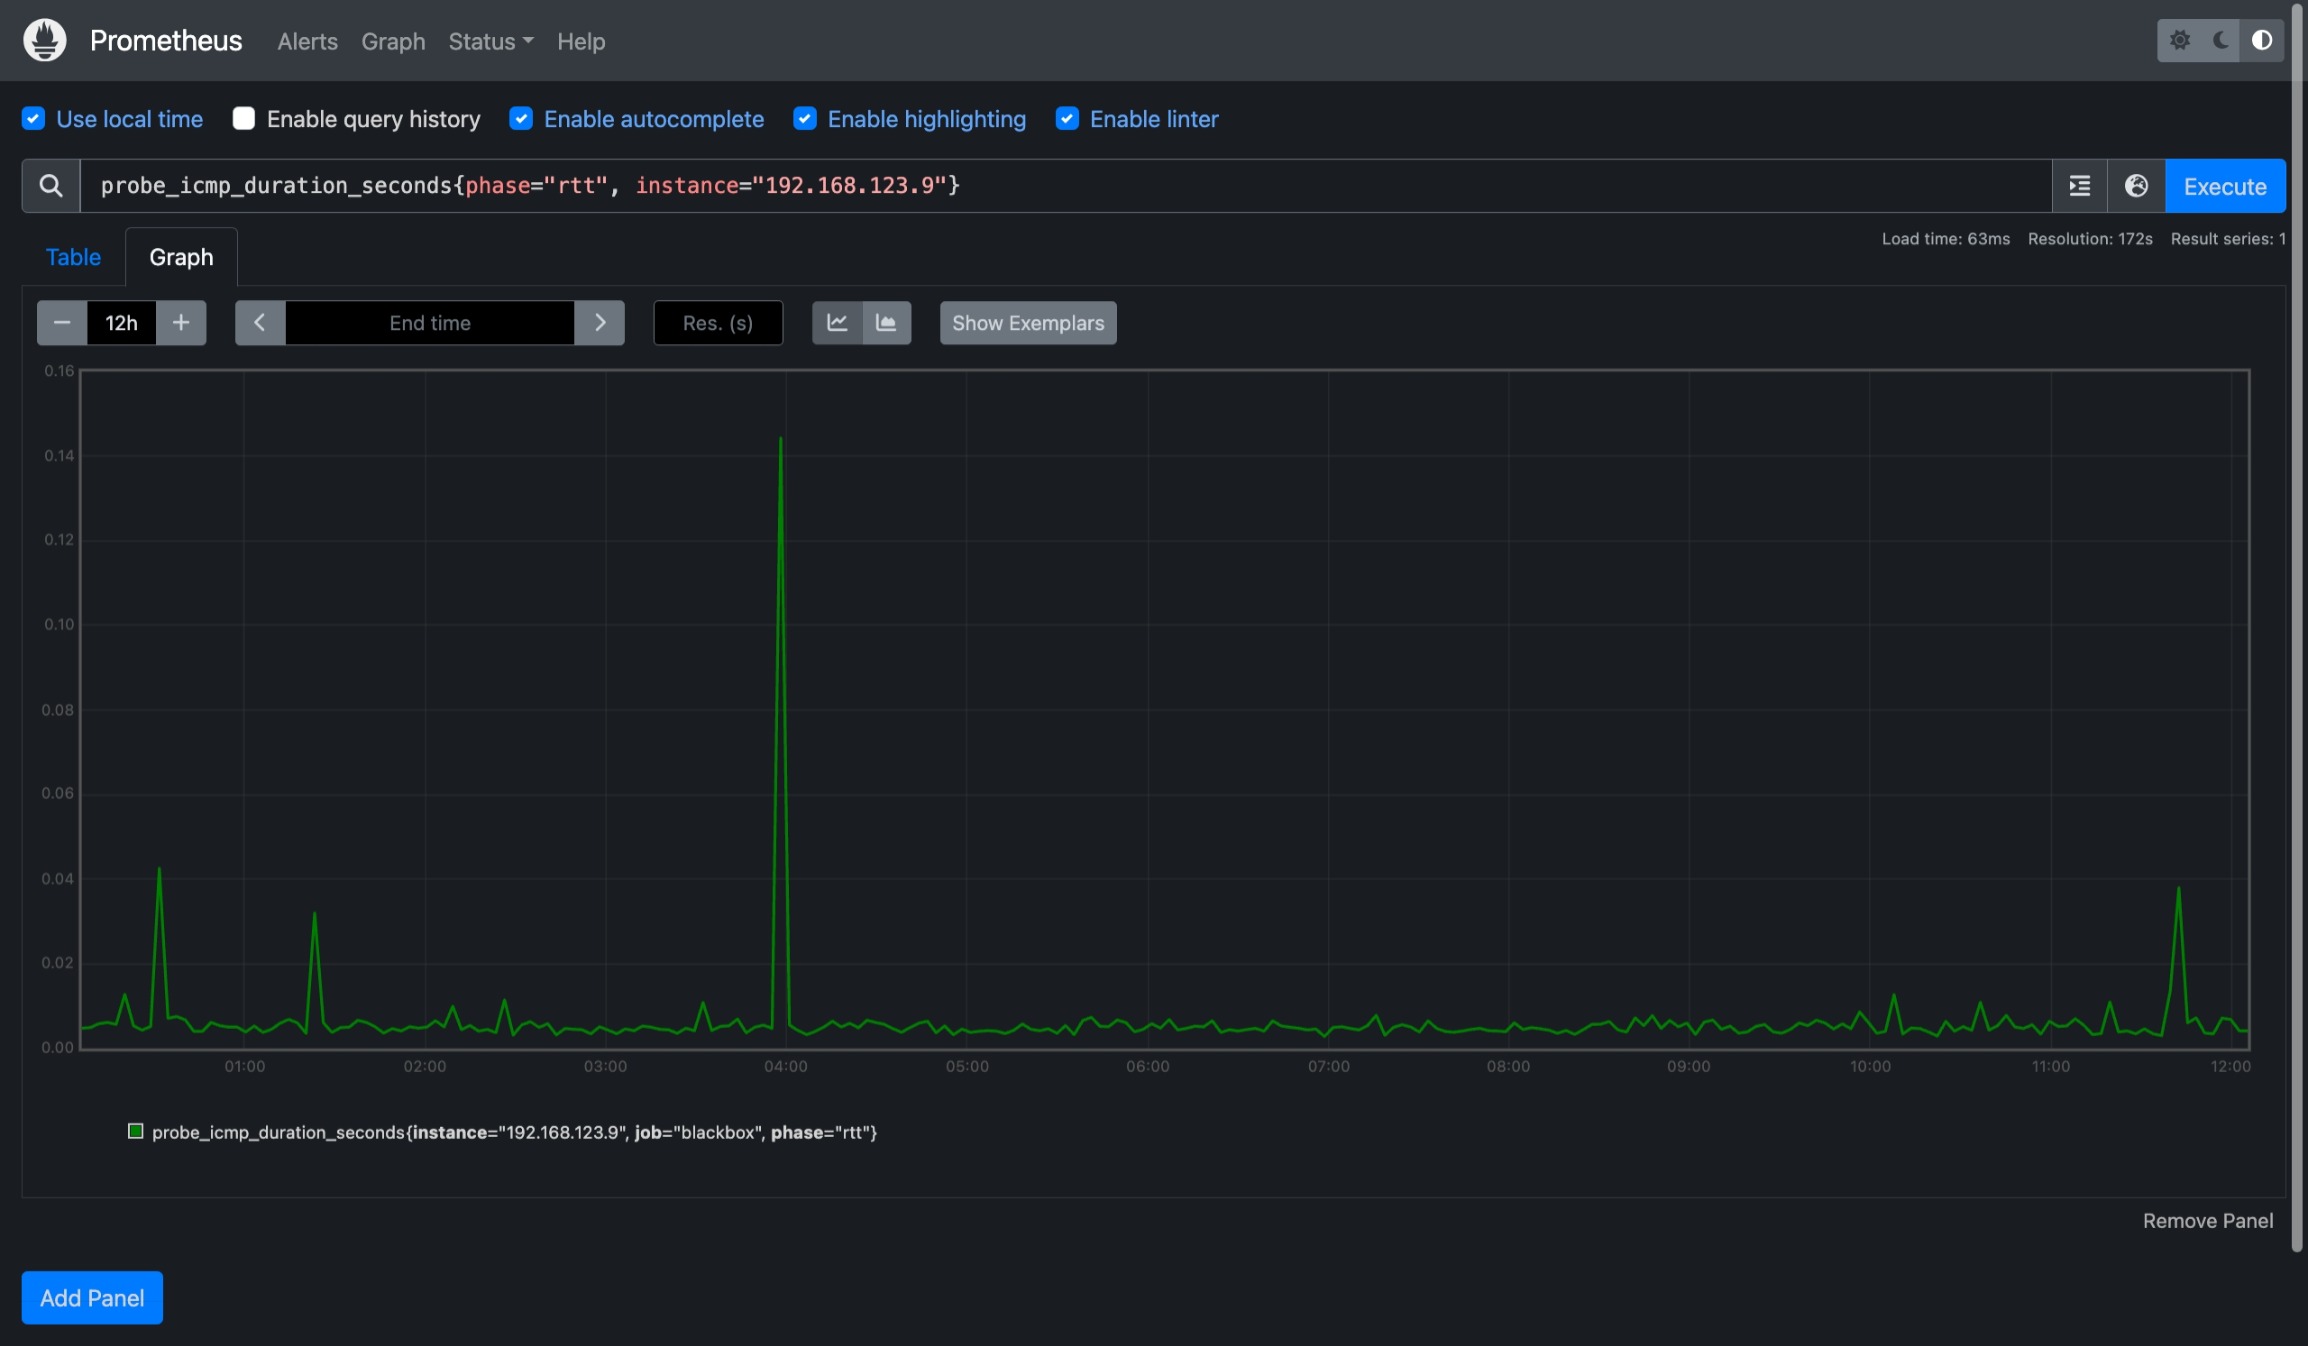 Prometheus Alerts Graph Status Help
Use local time Enable query history Enable autocomplete Enable highlighting Enable linter
probe_icmp_duration_seconds{phase="rtt", instance="192.168.123.9"} Execute
Load time: 63ms Resolution: 172s Result series: 1
Table Graph
12h End time Res. (s) Show Exemplars
0.16
0.14
0.12
0.10
0.08
0.06
0.04
0.02
0.00
01:00 02:00 03:00 04:00 05:00 06:00 07:00 08:00 09:00 10:00 11:00 12:00
probe_icmp_duration_seconds{instance="192.168.123.9", job="blackbox", phase="rtt"}
Remove Panel
Add Panel